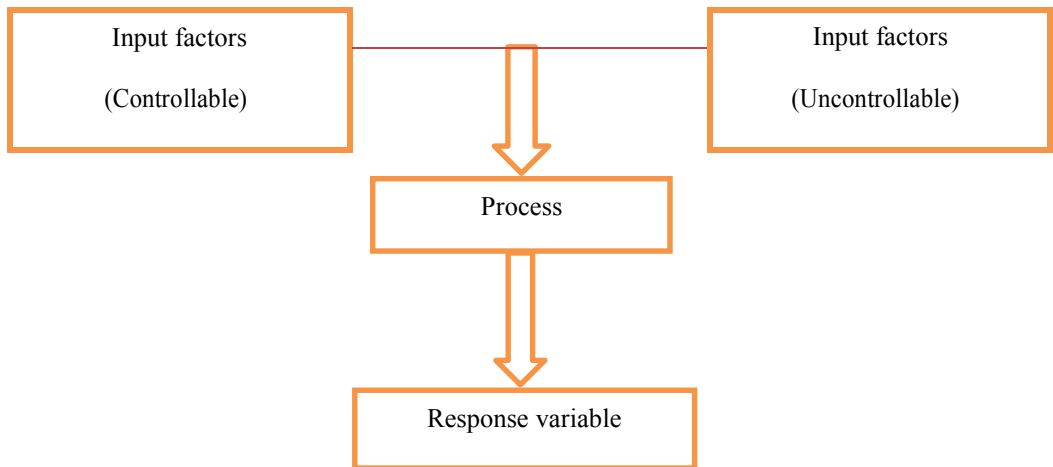 Input factors
(Controllable)
Input factors
(Uncontrollable)
Process
Response variable